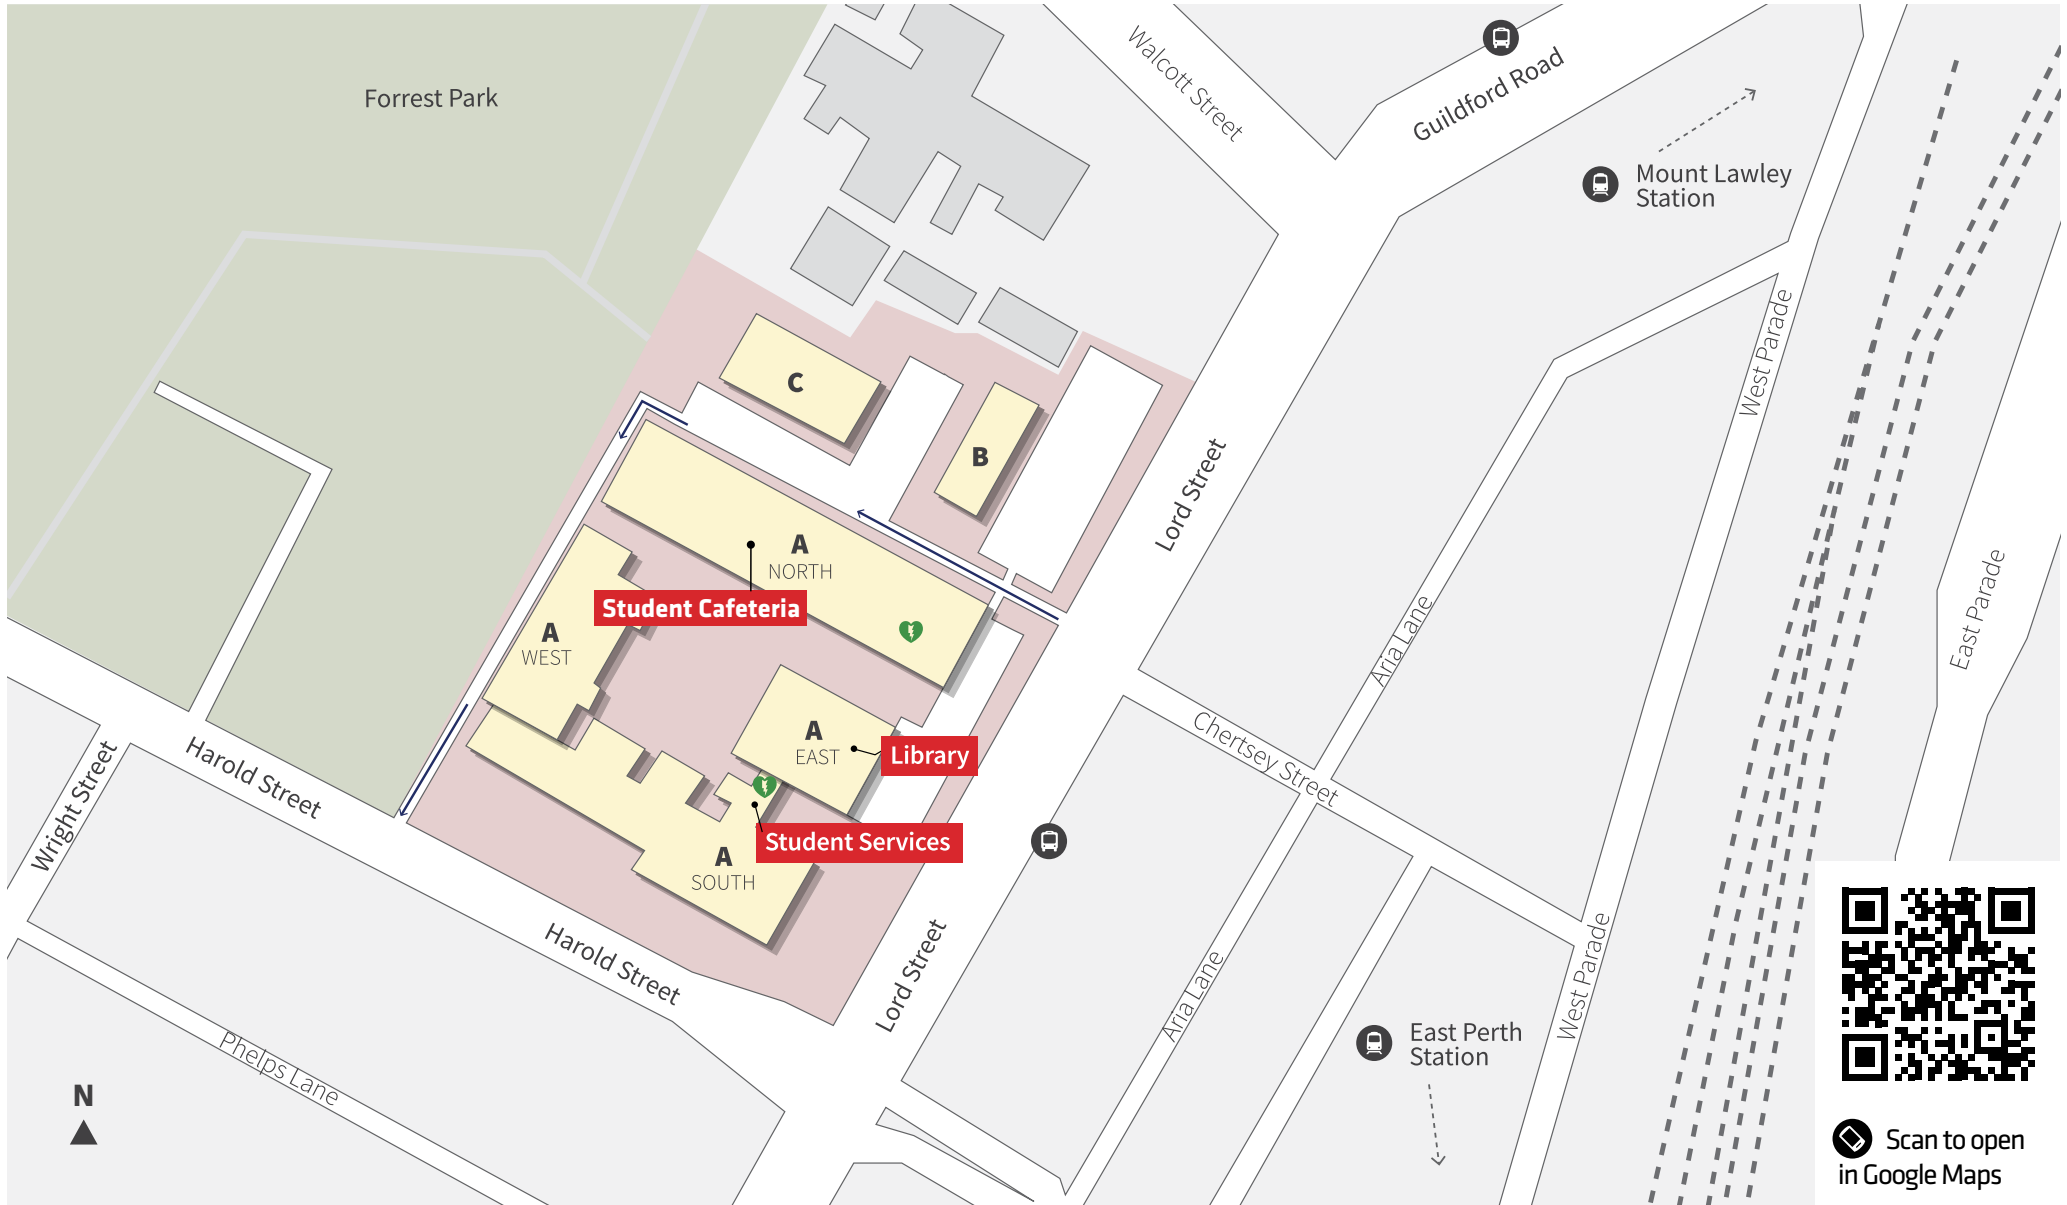 Forrest Park
Walcott Street
Guildford Road
Mount Lawley
Station
West Parade
C
B
Lord Street
A
NORTH
Student Cafeteria
A
WEST
East Parade
Aria Lane
A
EAST
Library
Chertsey Street
Harold Street
Wright Street
Student Services
A
SOUTH
Harold Street
Lord Street
Aria Lane
West Parade
East Perth
Station
Phelps Lane
N
Scan to open
in Google Maps